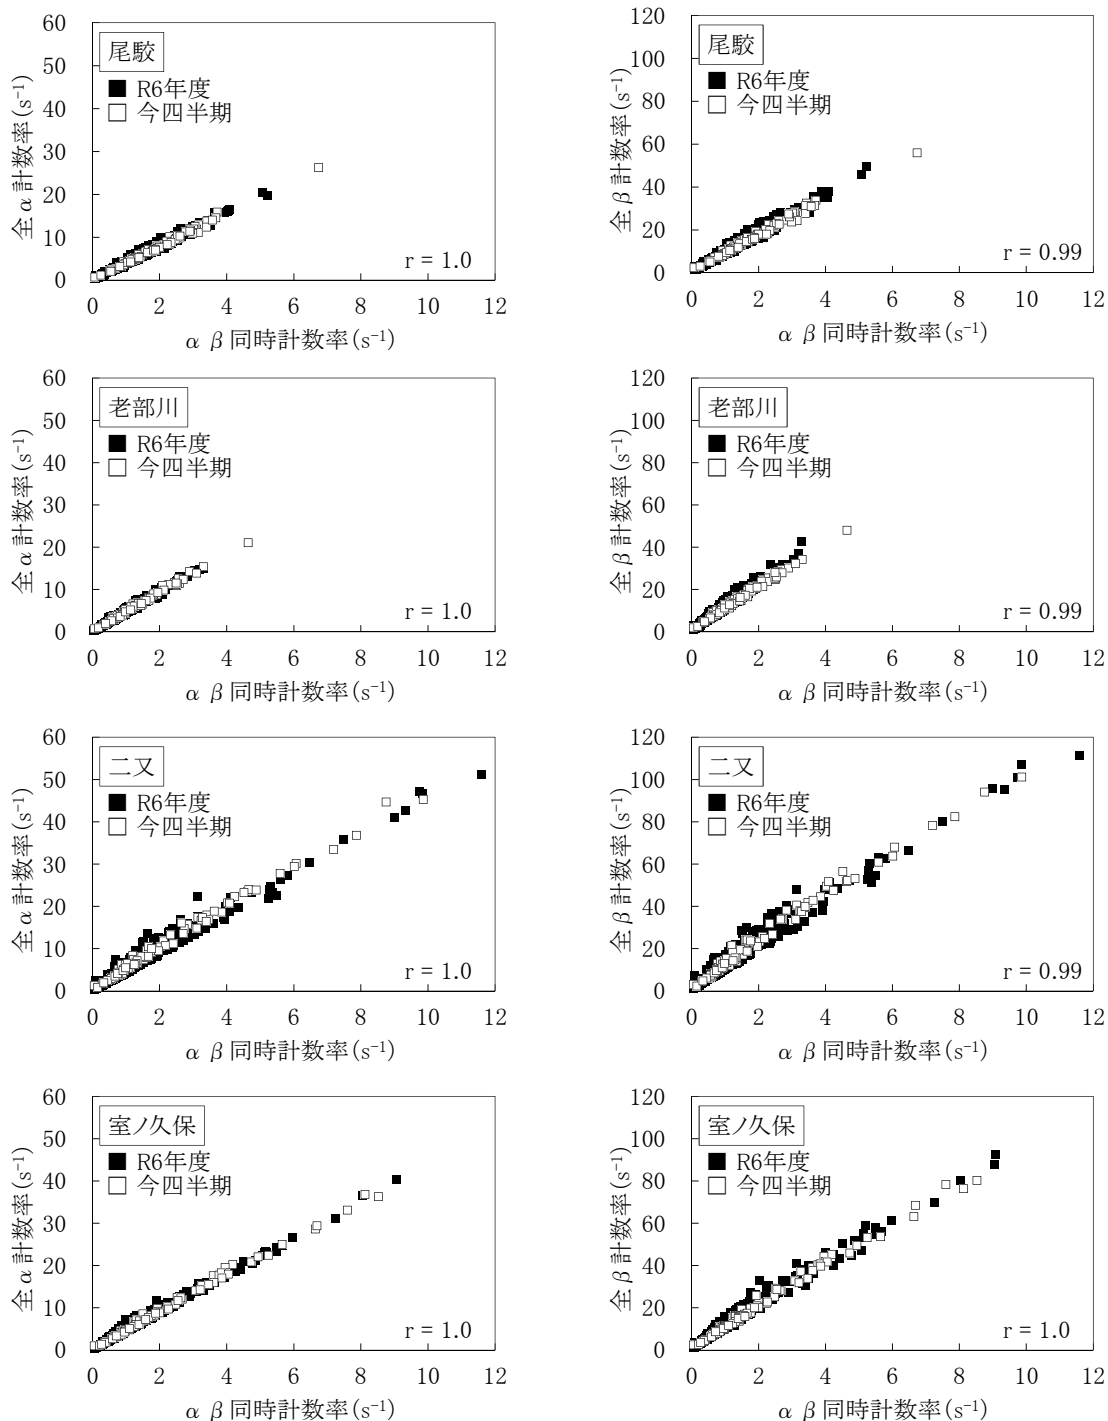 60
50
40
30
20
10
0
全α計数率(s⁻¹)
尾駮
■ R6年度
□ 今四半期
r = 1.0
0 2 4 6 8 10 12
α β 同時計数率(s⁻¹)
120
100
80
60
40
20
0
全β計数率(s⁻¹)
尾駮
■ R6年度
□ 今四半期
r = 0.99
0 2 4 6 8 10 12
α β 同時計数率(s⁻¹)
60
50
40
30
20
10
0
全α計数率(s⁻¹)
老部川
■ R6年度
□ 今四半期
r = 1.0
0 2 4 6 8 10 12
α β 同時計数率(s⁻¹)
120
100
80
60
40
20
0
全β計数率(s⁻¹)
老部川
■ R6年度
□ 今四半期
r = 0.99
0 2 4 6 8 10 12
α β 同時計数率(s⁻¹)
60
50
40
30
20
10
0
全α計数率(s⁻¹)
二又
■ R6年度
□ 今四半期
r = 1.0
0 2 4 6 8 10 12
α β 同時計数率(s⁻¹)
120
100
80
60
40
20
0
全β計数率(s⁻¹)
二又
■ R6年度
□ 今四半期
r = 0.99
0 2 4 6 8 10 12
α β 同時計数率(s⁻¹)
60
50
40
30
20
10
0
全α計数率(s⁻¹)
室ノ久保
■ R6年度
□ 今四半期
r = 1.0
0 2 4 6 8 10 12
α β 同時計数率(s⁻¹)
120
100
80
60
40
20
0
全β計数率(s⁻¹)
室ノ久保
■ R6年度
□ 今四半期
r = 1.0
0 2 4 6 8 10 12
α β 同時計数率(s⁻¹)